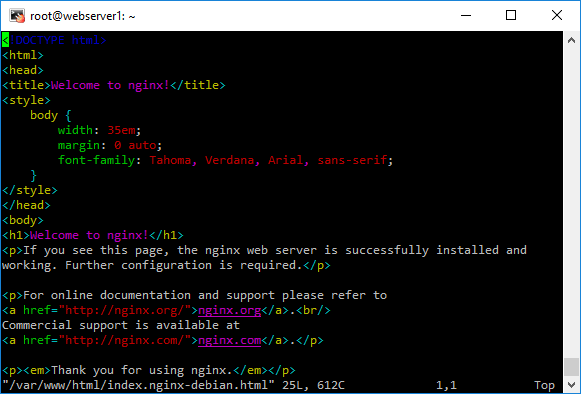 root@webserver1: ~
<!DOCTYPE html>
<html>
<head>
<title>Welcome to nginx!</title>
<style>
    body {
        width: 35em;
        margin: 0 auto;
        font-family: Tahoma, Verdana, Arial, sans-serif;
    }
</style>
</head>
<body>
<h1>Welcome to nginx!</h1>
<p>If you see this page, the nginx web server is successfully installed and
working. Further configuration is required.</p>

<p>For online documentation and support please refer to
<a href="http://nginx.org/">nginx.org</a>.<br/>
Commercial support is available at
<a href="http://nginx.com/">nginx.com</a>.</p>

<p><em>Thank you for using nginx.</em></p>
"/var/www/html/index.nginx-debian.html" 25L, 612C 1,1 Top